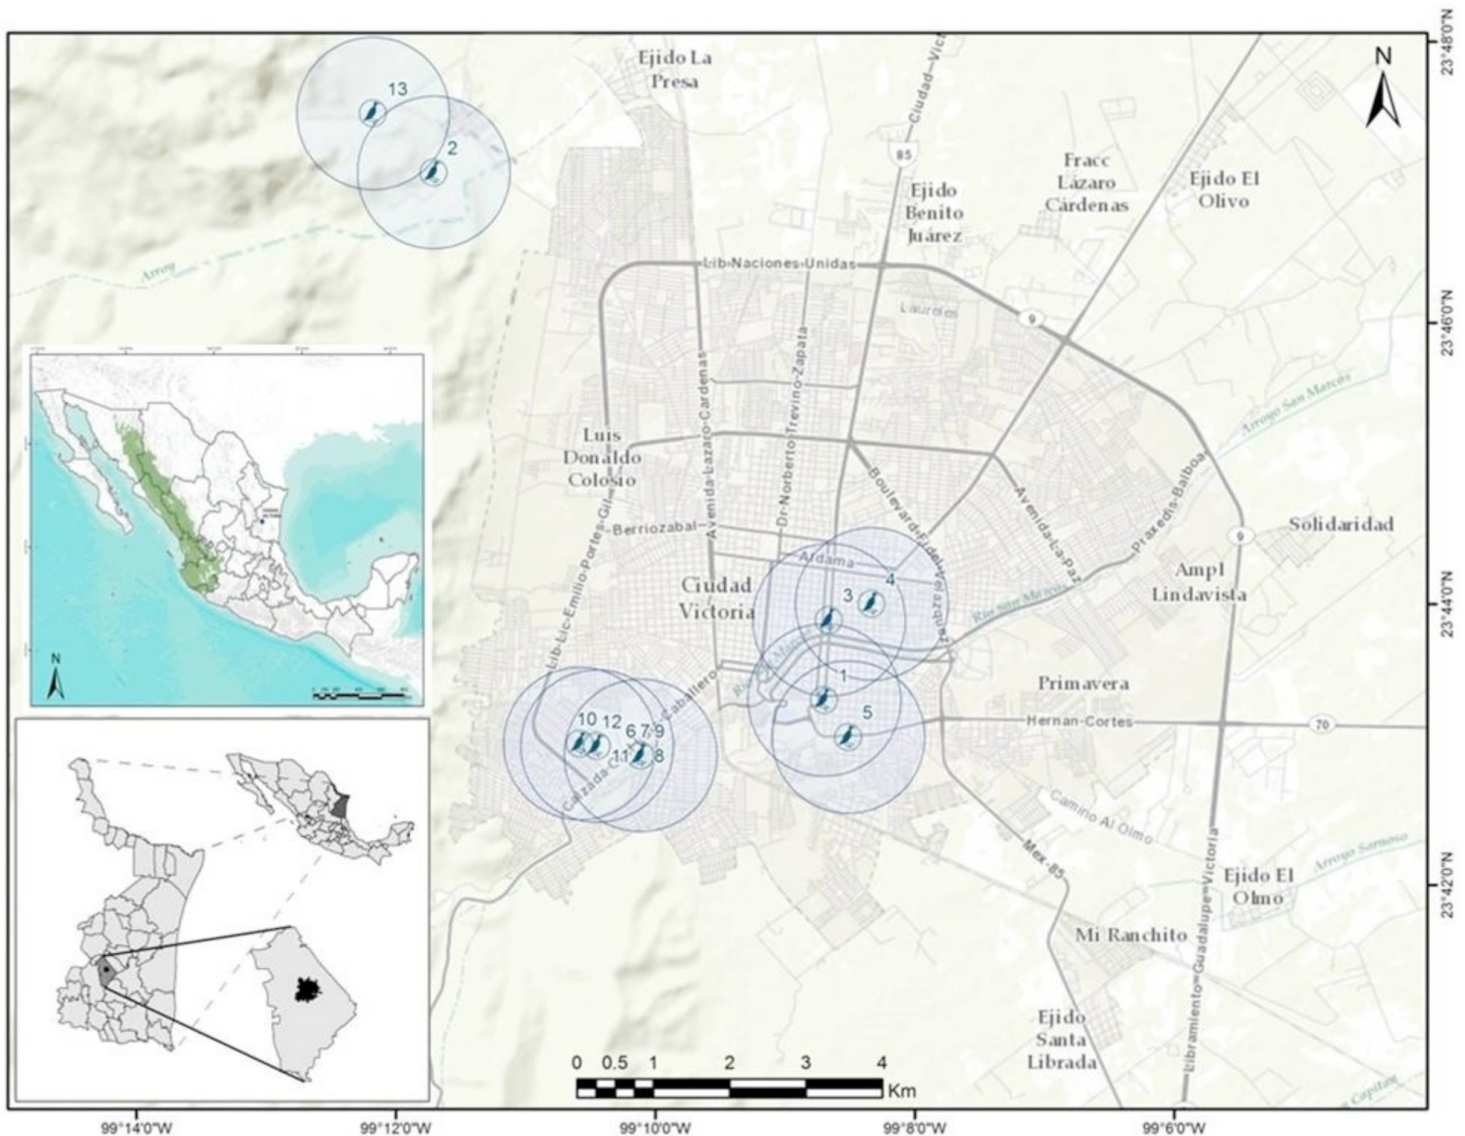 Ejido La
Presa
Ciudad-Vict
23°48'0"N
N
13
2
85
Ejido
Benito
Juárez
Fracc
Lázaro
Cárdenas
Ejido El
Olivo
Arroy
Lib-Naciones-Unidas
Laureles
9
23°46'0"N
Avenida-Lazaro-Cardenas
Dr-Norberto-Trevino-Zapata
Arroyo San Marcos
Luis
Donaldo
Colosio
Boulevard-Fidel-Velazquez
Avenida-La-Paz
Praxedis-Balboa
Lib-Lic-Emilio-Portes-Gil
Berriozabal
Aldama
9
Solidaridad
Ampl
Lindavista
Ciudad
Victoria
3
4
Rio San Marcos
23°44'0"N
1
5
Primavera
Hernan-Cortes
70
10
12
6
7
9
11
8
Camino Al Olmo
Mex-85
Arroyo Sarnoso
Ejido El
Olmo
23°42'0"N
Mi Ranchito
Libramiento-Guadalupe-Victoria
Ejido
Santa
Librada
N
0
0.5
1
2
3
4
Km
99°14'0"W
99°12'0"W
99°10'0"W
99°8'0"W
99°6'0"W